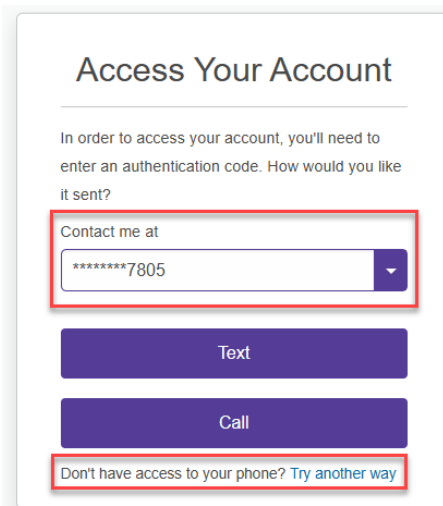 Access Your Account
In order to access your account, you'll need to
enter an authentication code. How would you like
it sent?
Contact me at
********7805
Text
Call
Don't have access to your phone? Try another way